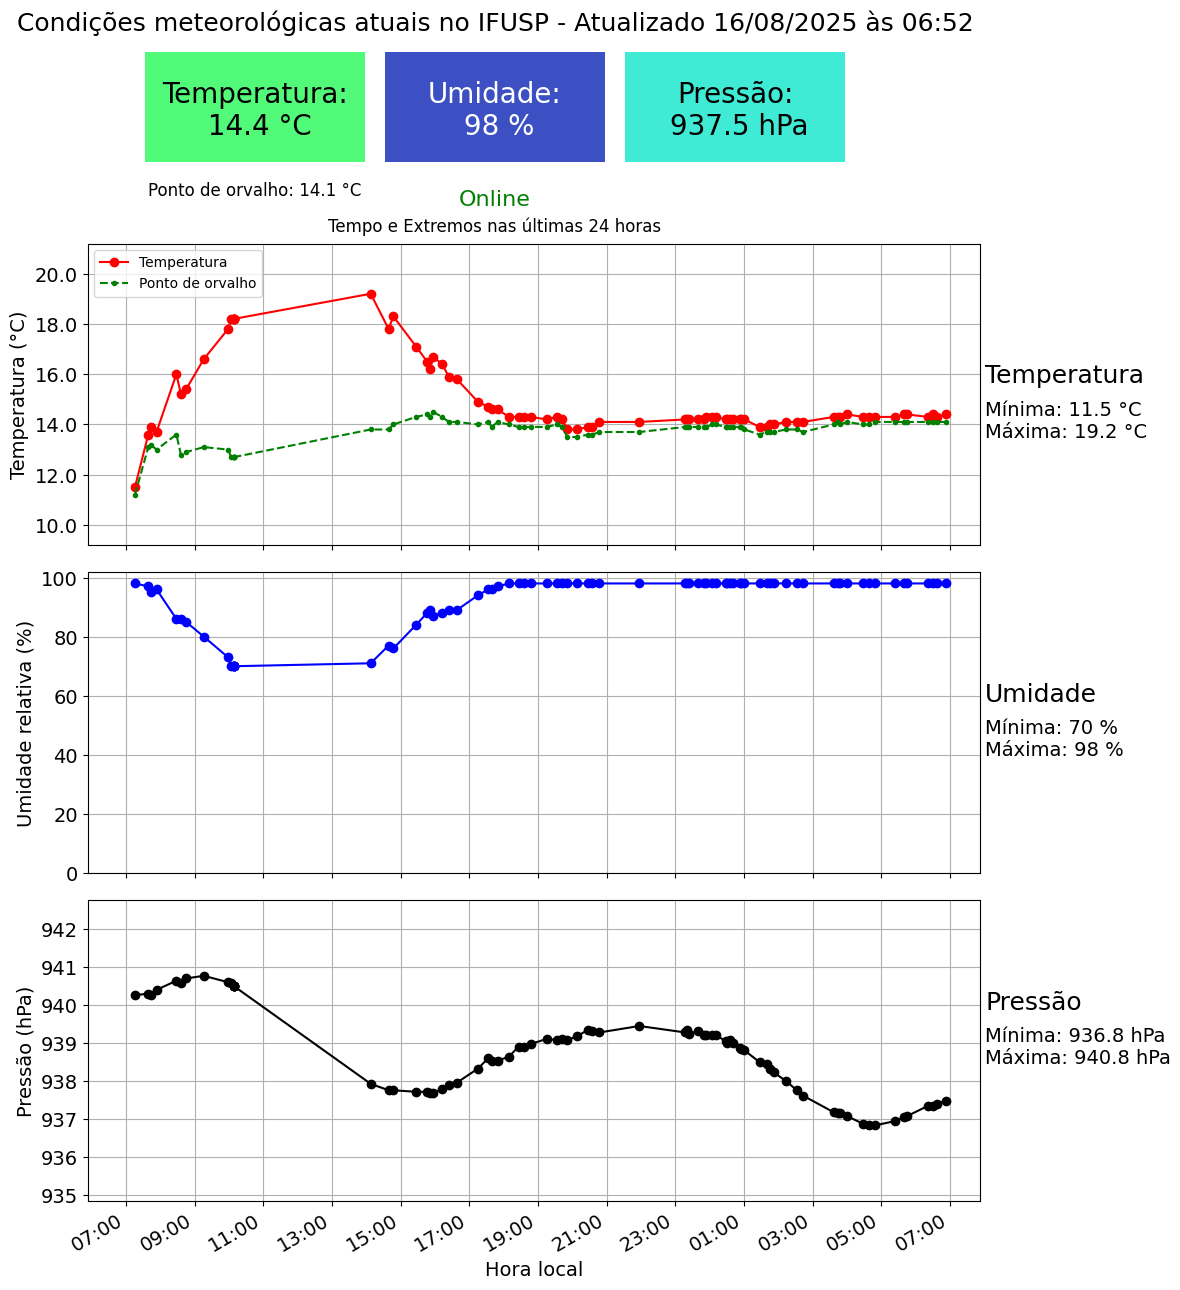 Condições meteorológicas atuais no IFUSP - Atualizado 16/08/2025 às 06:52
Temperatura:
14.4 °C
Umidade:
98 %
Pressão:
937.5 hPa
Ponto de orvalho: 14.1 °C
Online
Tempo e Extremos nas últimas 24 horas
Temperatura
Ponto de orvalho
Temperatura (°C)
20.0
18.0
16.0
14.0
12.0
10.0
Temperatura
Mínima: 11.5 °C
Máxima: 19.2 °C
Umidade relativa (%)
100
80
60
40
20
0
Umidade
Mínima: 70 %
Máxima: 98 %
Pressão (hPa)
942
941
940
939
938
937
936
935
Pressão
Mínima: 936.8 hPa
Máxima: 940.8 hPa
07:00
09:00
11:00
13:00
15:00
17:00
19:00
21:00
23:00
01:00
03:00
05:00
07:00
Hora local